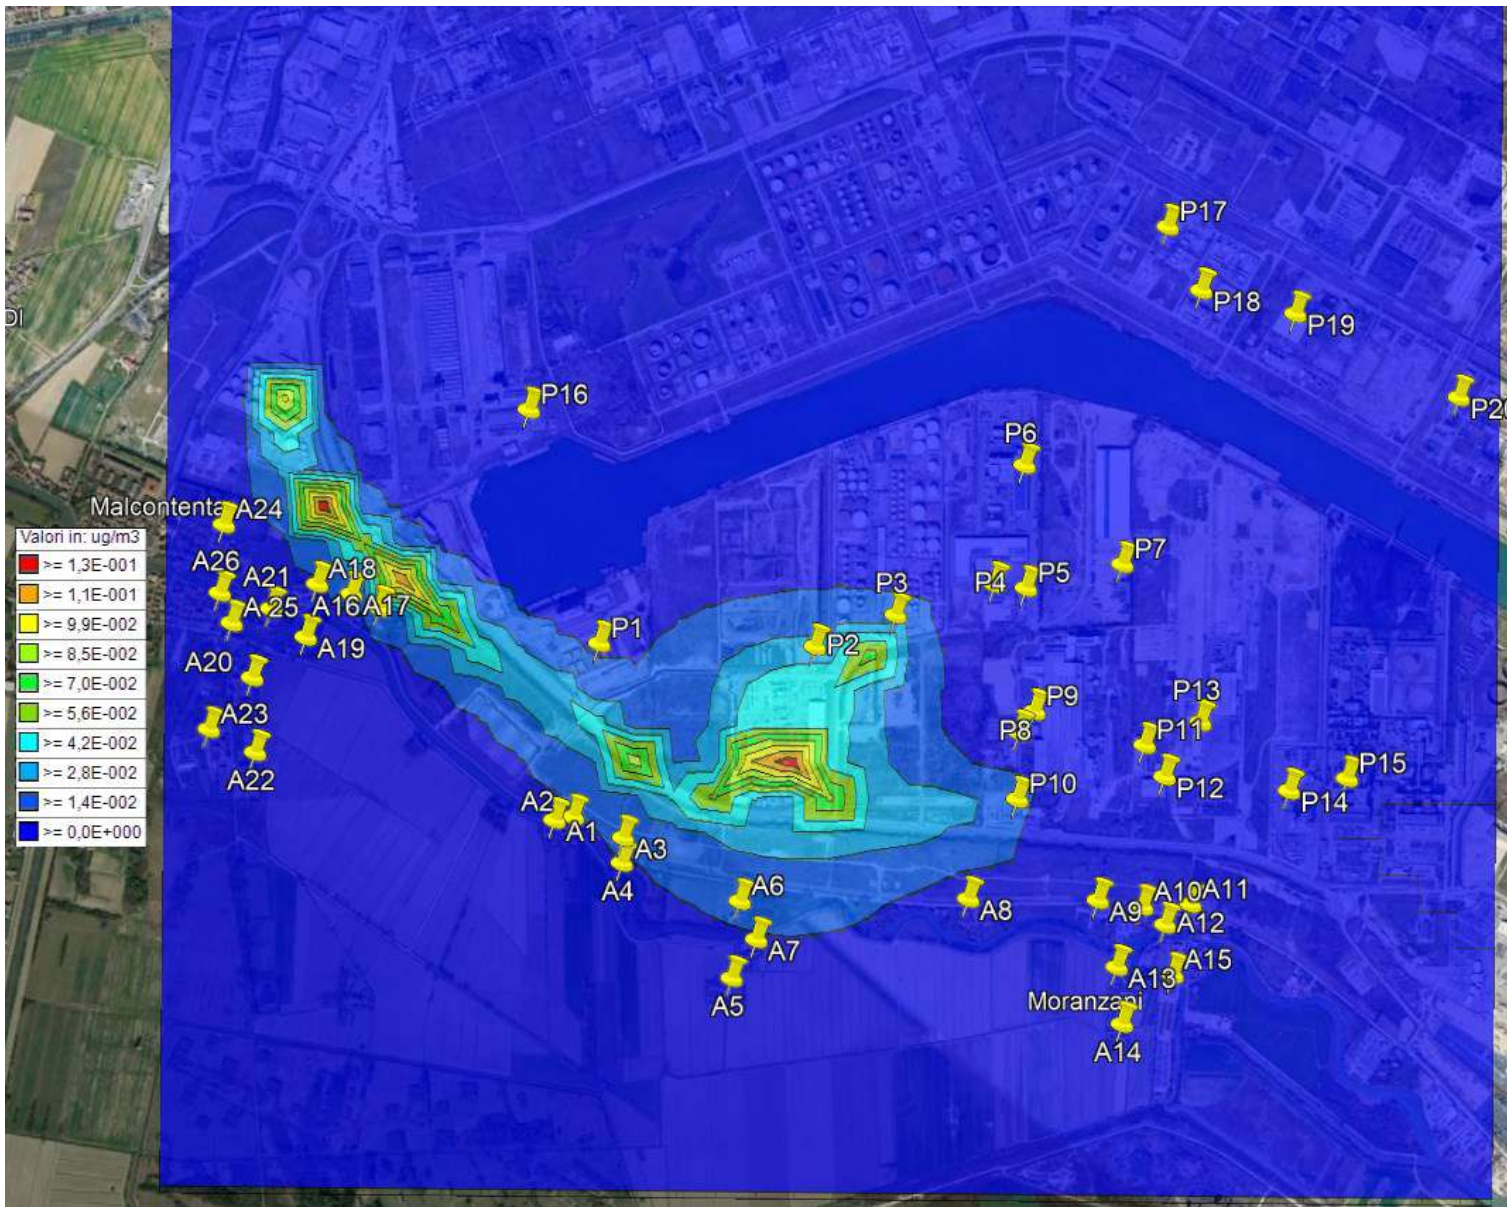 P17
P18
P19
DI
P16
P20
P6
Malcontenta
A24
Valori in: ug/m3
>= 1,3E-001
>= 1,1E-001
>= 9,9E-002
>= 8,5E-002
>= 7,0E-002
>= 5,6E-002
>= 4,2E-002
>= 2,8E-002
>= 1,4E-002
>= 0,0E+000
P7
A26
A21
A18
P4
P5
P3
A25
A16
A17
P1
P2
A19
A20
P9
P13
A23
P8
P11
A22
P15
P10
P12
P14
A2
A1
A3
A4
A6
A10
A11
A8
A9
A12
A7
A15
A13
A5
Moranzani
A14